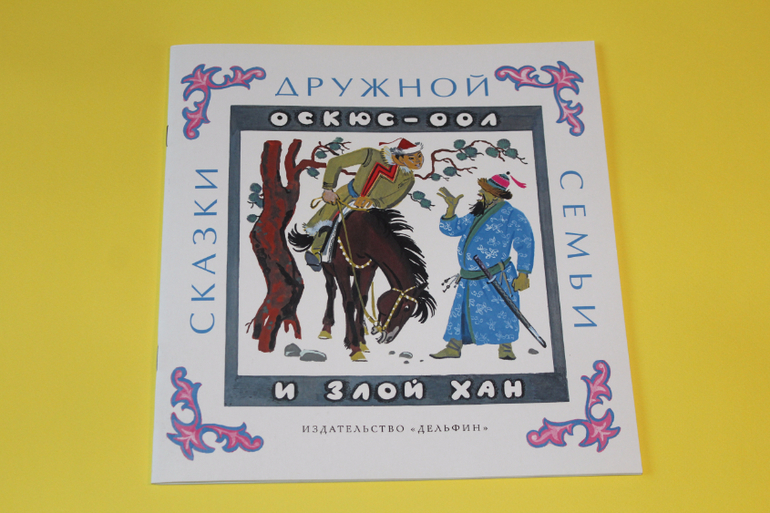 СКАЗКИ
ДРУЖНОЙ
СЕМЬИ
ОСКЮС-ООЛ
И ЗЛОЙ ХАН
ИЗДАТЕЛЬСТВО «ДЕЛЬФИН»